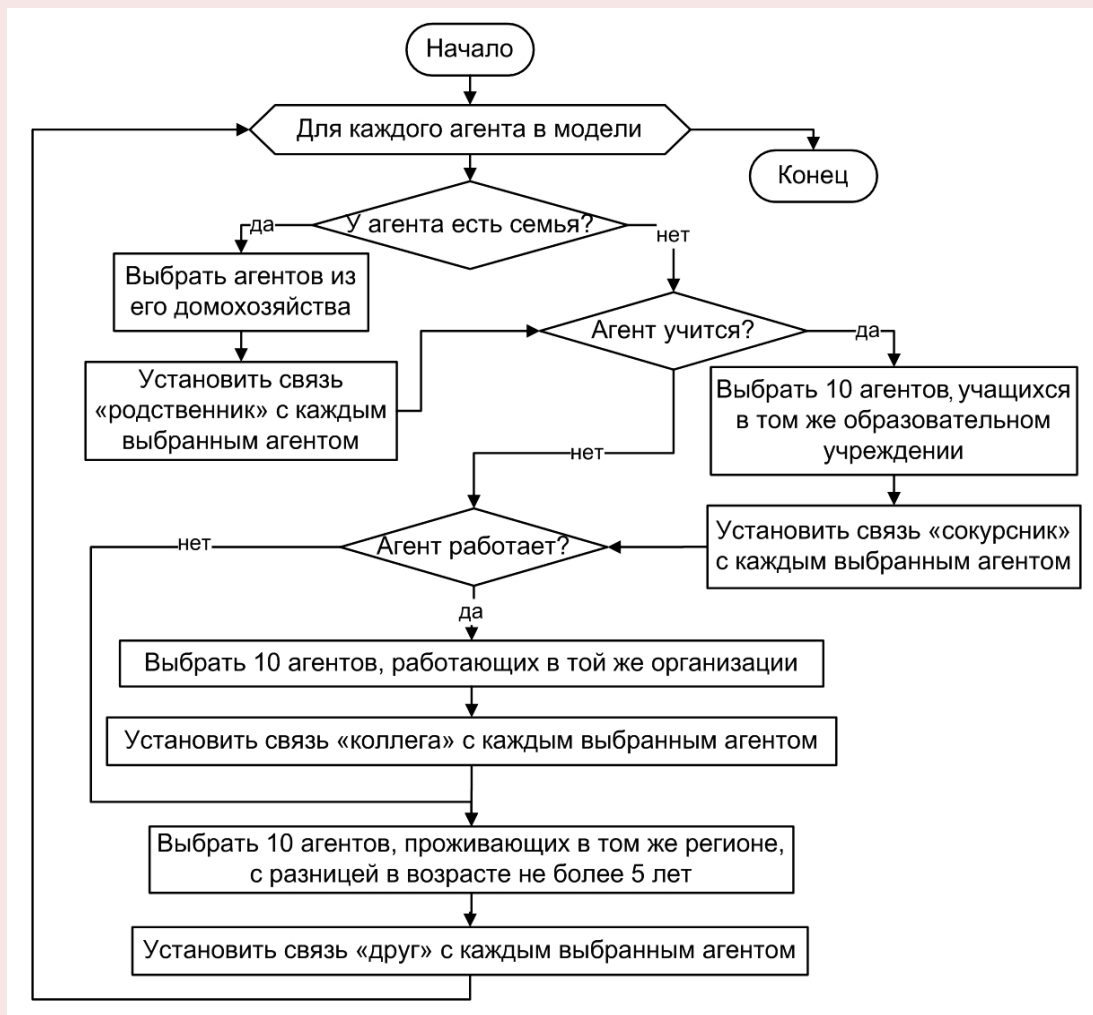 Начало
Для каждого агента в модели
Конец
У агента есть семья?
да
нет
Выбрать агентов из
его домохозяйства
Агент учится?
да
Установить связь
«родственник» с каждым
выбранным агентом
Выбрать 10 агентов, учащихся
в том же образовательном
учреждении
нет
Установить связь «сокурсник»
с каждым выбранным агентом
Агент работает?
нет
да
Выбрать 10 агентов, работающих в той же организации
Установить связь «коллега» с каждым выбранным агентом
Выбрать 10 агентов, проживающих в том же регионе,
с разницей в возрасте не более 5 лет
Установить связь «друг» с каждым выбранным агентом